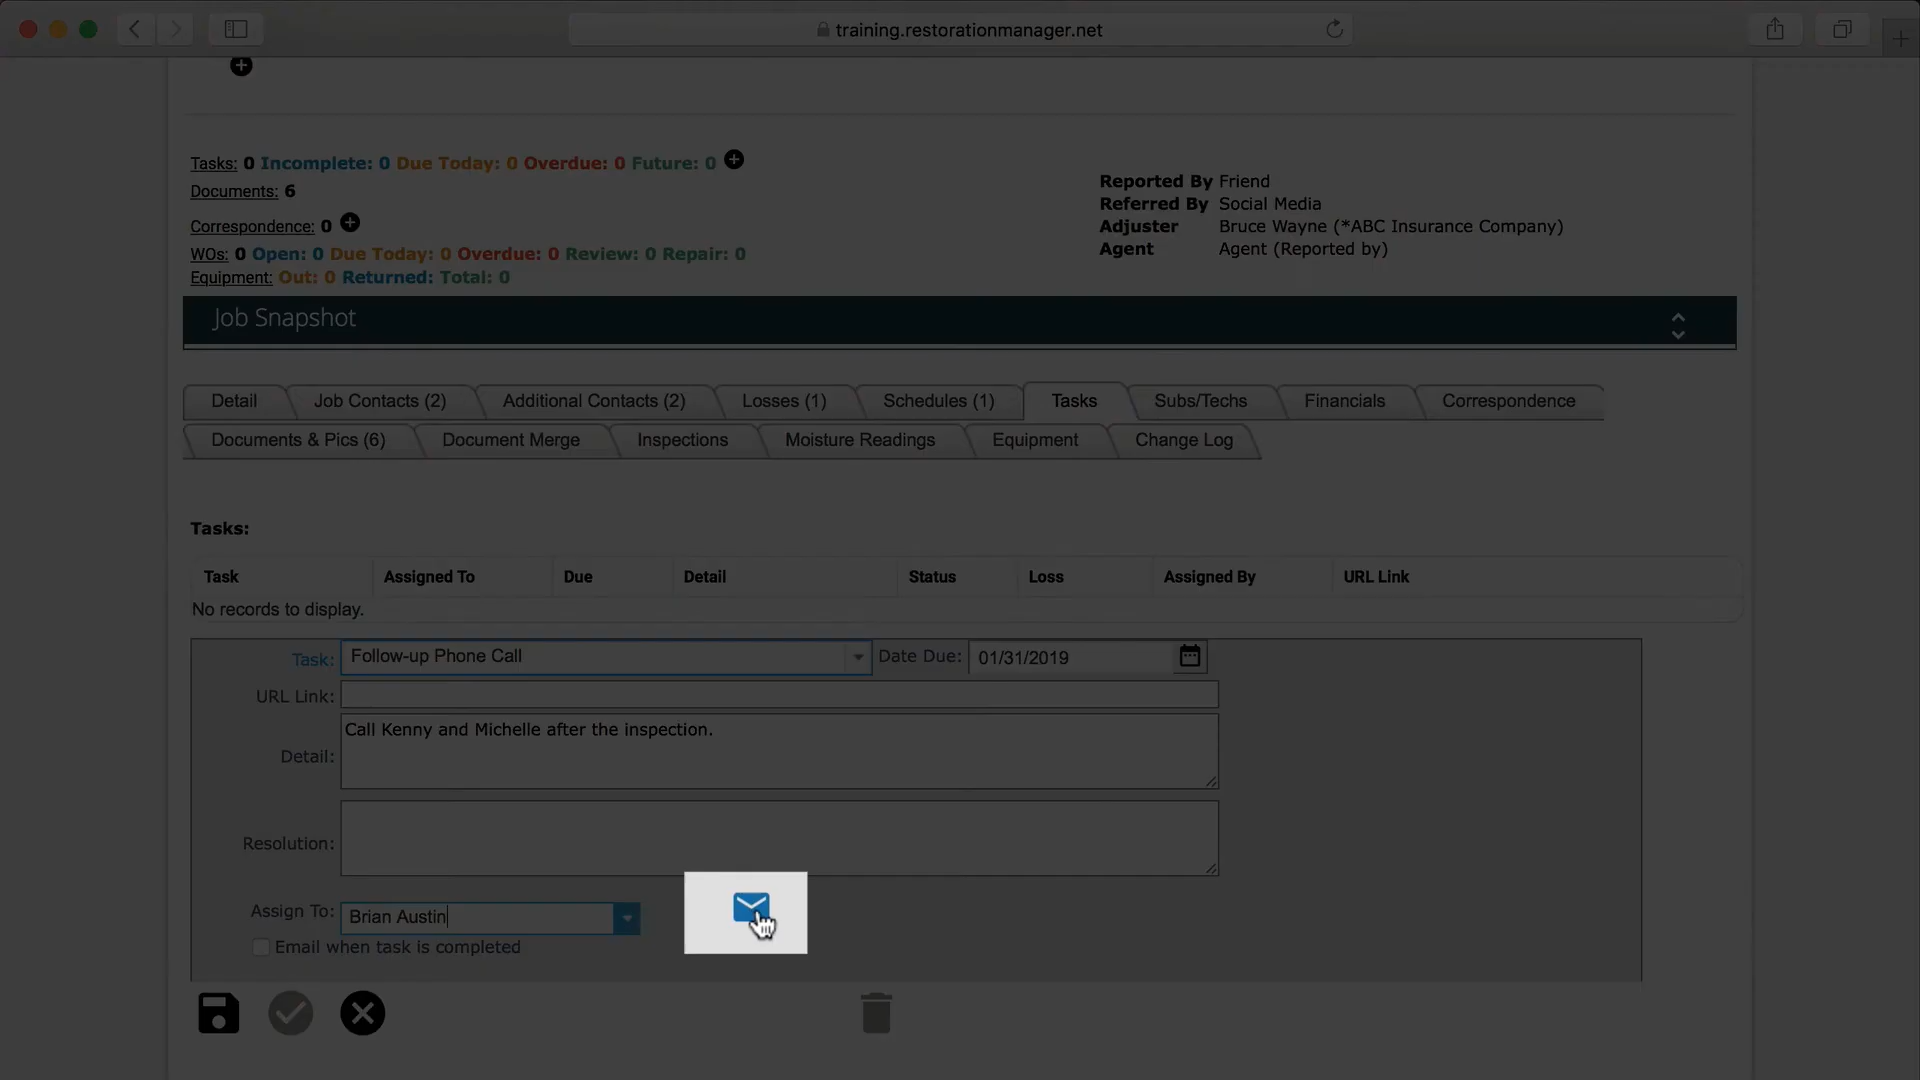 training.restorationmanager.net
Tasks: 0 Incomplete: 0 Due Today: 0 Overdue: 0 Future: 0
Documents: 6
Correspondence: 0
WOs: 0 Open: 0 Due Today: 0 Overdue: 0 Review: 0 Repair: 0
Equipment: Out: 0 Returned: Total: 0
Reported By Friend
Referred By Social Media
Adjuster Bruce Wayne (*ABC Insurance Company)
Agent Agent (Reported by)
Job Snapshot
Detail Job Contacts (2) Additional Contacts (2) Losses (1) Schedules (1) Tasks Subs/Techs Financials Correspondence
Documents & Pics (6) Document Merge Inspections Moisture Readings Equipment Change Log
Tasks:
Task Assigned To Due Detail Status Loss Assigned By URL Link
No records to display.
Task: Follow-up Phone Call Date Due: 01/31/2019
URL Link:
Detail: Call Kenny and Michelle after the inspection.
Resolution:
Assign To: Brian Austin
Email when task is completed